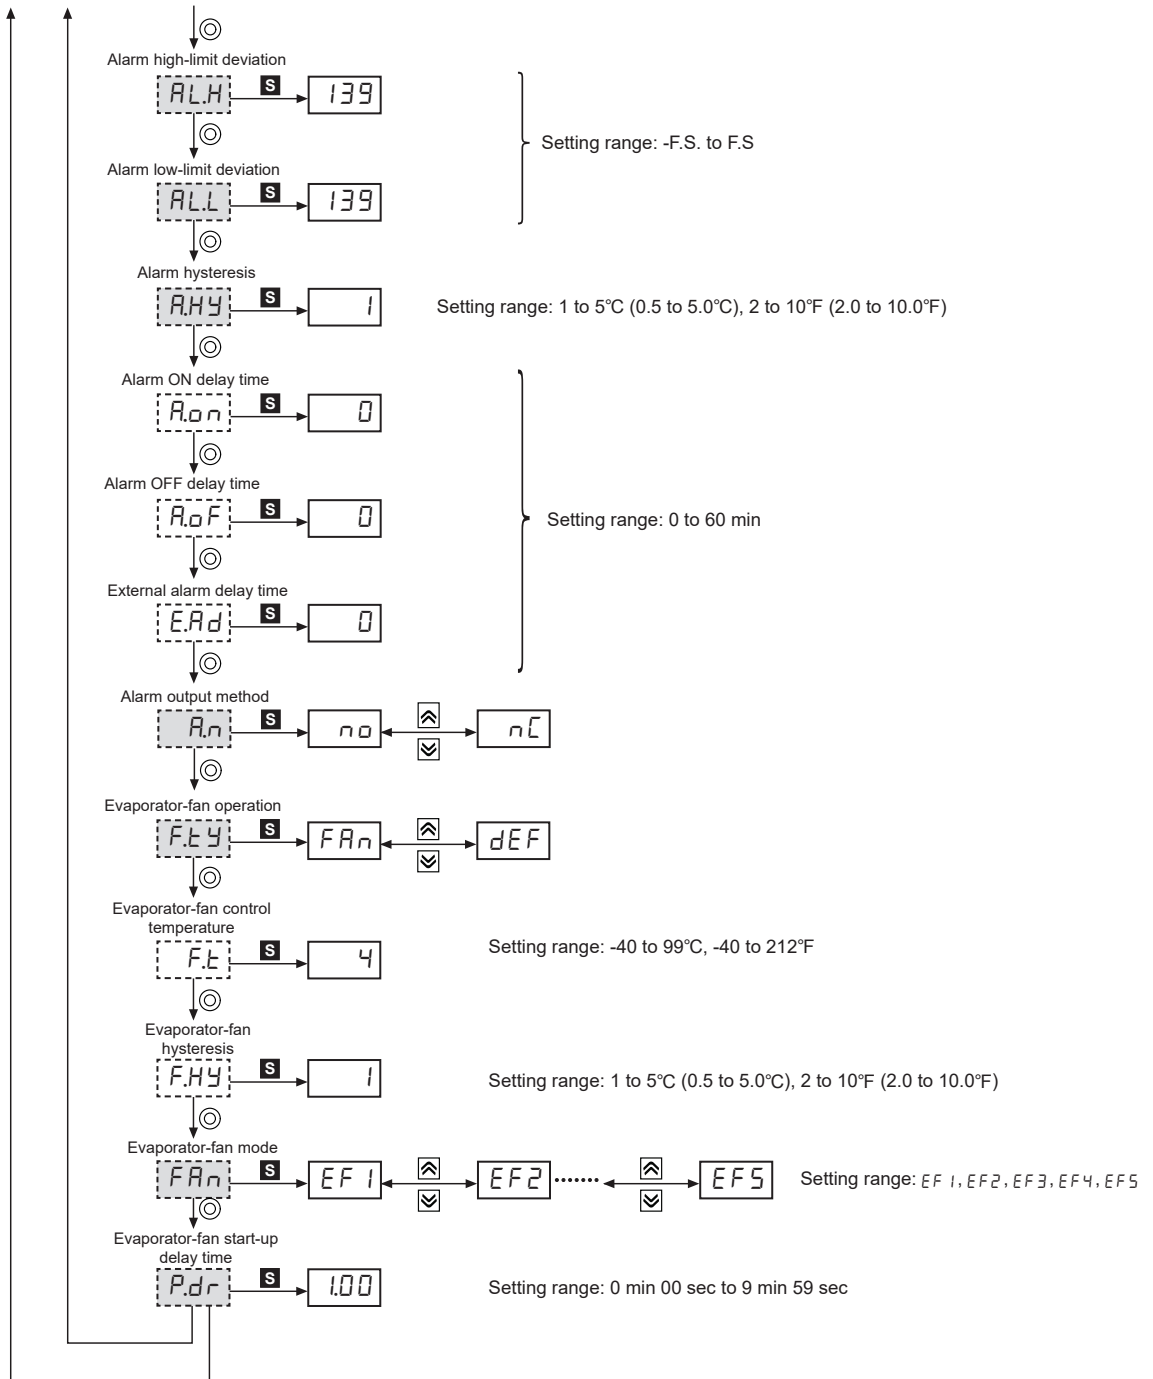 Alarm high-limit deviation
AL.H S 139
Setting range: -F.S. to F.S
Alarm low-limit deviation
AL.L S 139
Alarm hysteresis
A.HY S 1
Setting range: 1 to 5℃ (0.5 to 5.0℃), 2 to 10℉ (2.0 to 10.0℉)
Alarm ON delay time
A.on S 0
Alarm OFF delay time
A.oF S 0
Setting range: 0 to 60 min
External alarm delay time
E.Ad S 0
Alarm output method
A.n S no nC
Evaporator-fan operation
F.tY S FAn dEF
Evaporator-fan control
temperature
F.t S 4
Setting range: -40 to 99℃, -40 to 212℉
Evaporator-fan
hysteresis
F.HY S 1
Setting range: 1 to 5℃ (0.5 to 5.0℃), 2 to 10℉ (2.0 to 10.0℉)
Evaporator-fan mode
FAn S EF1 EF2 ....... EF5
Setting range: EF1, EF2, EF3, EF4, EF5
Evaporator-fan start-up
delay time
P.dr S 1.00
Setting range: 0 min 00 sec to 9 min 59 sec